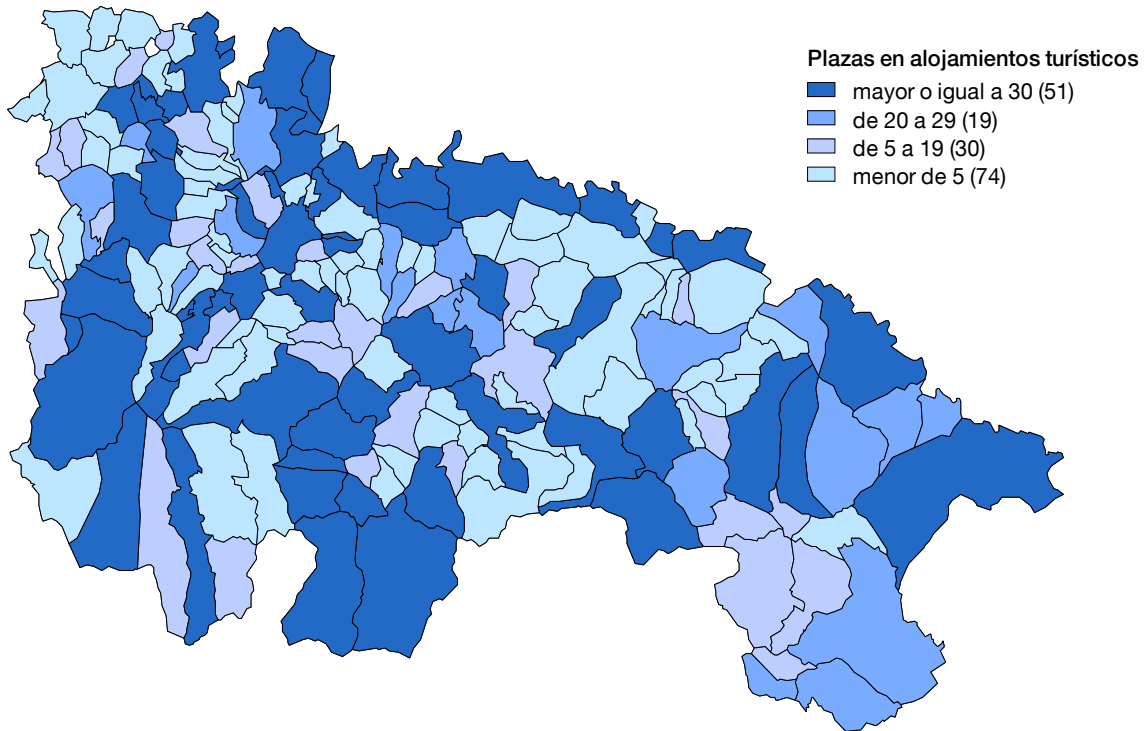 Plazas en alojamientos turísticos
mayor o igual a 30 (51)
de 20 a 29 (19)
de 5 a 19 (30)
menor de 5 (74)